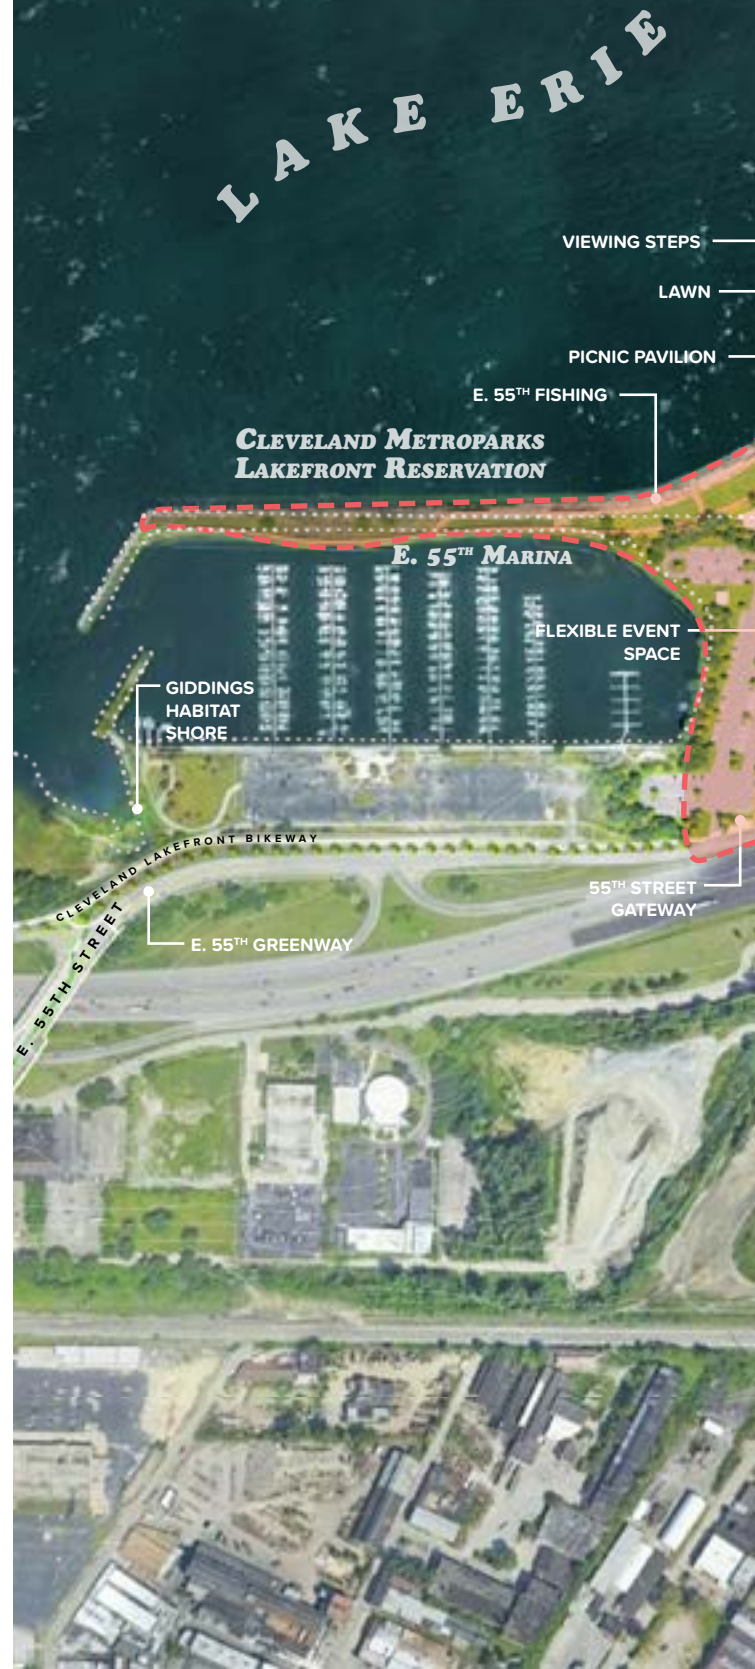 LAKE ERIE
VIEWING STEPS
LAWN
PICNIC PAVILION
E. 55TH FISHING
CLEVELAND METROPARKS
LAKEFRONT RESERVATION
E. 55TH MARINA
FLEXIBLE EVENT
SPACE
GIDDINGS
HABITAT
SHORE
CLEVELAND LAKEFRONT BIKEWAY
55TH STREET
GATEWAY
E. 55TH GREENWAY
E. 55TH STREET